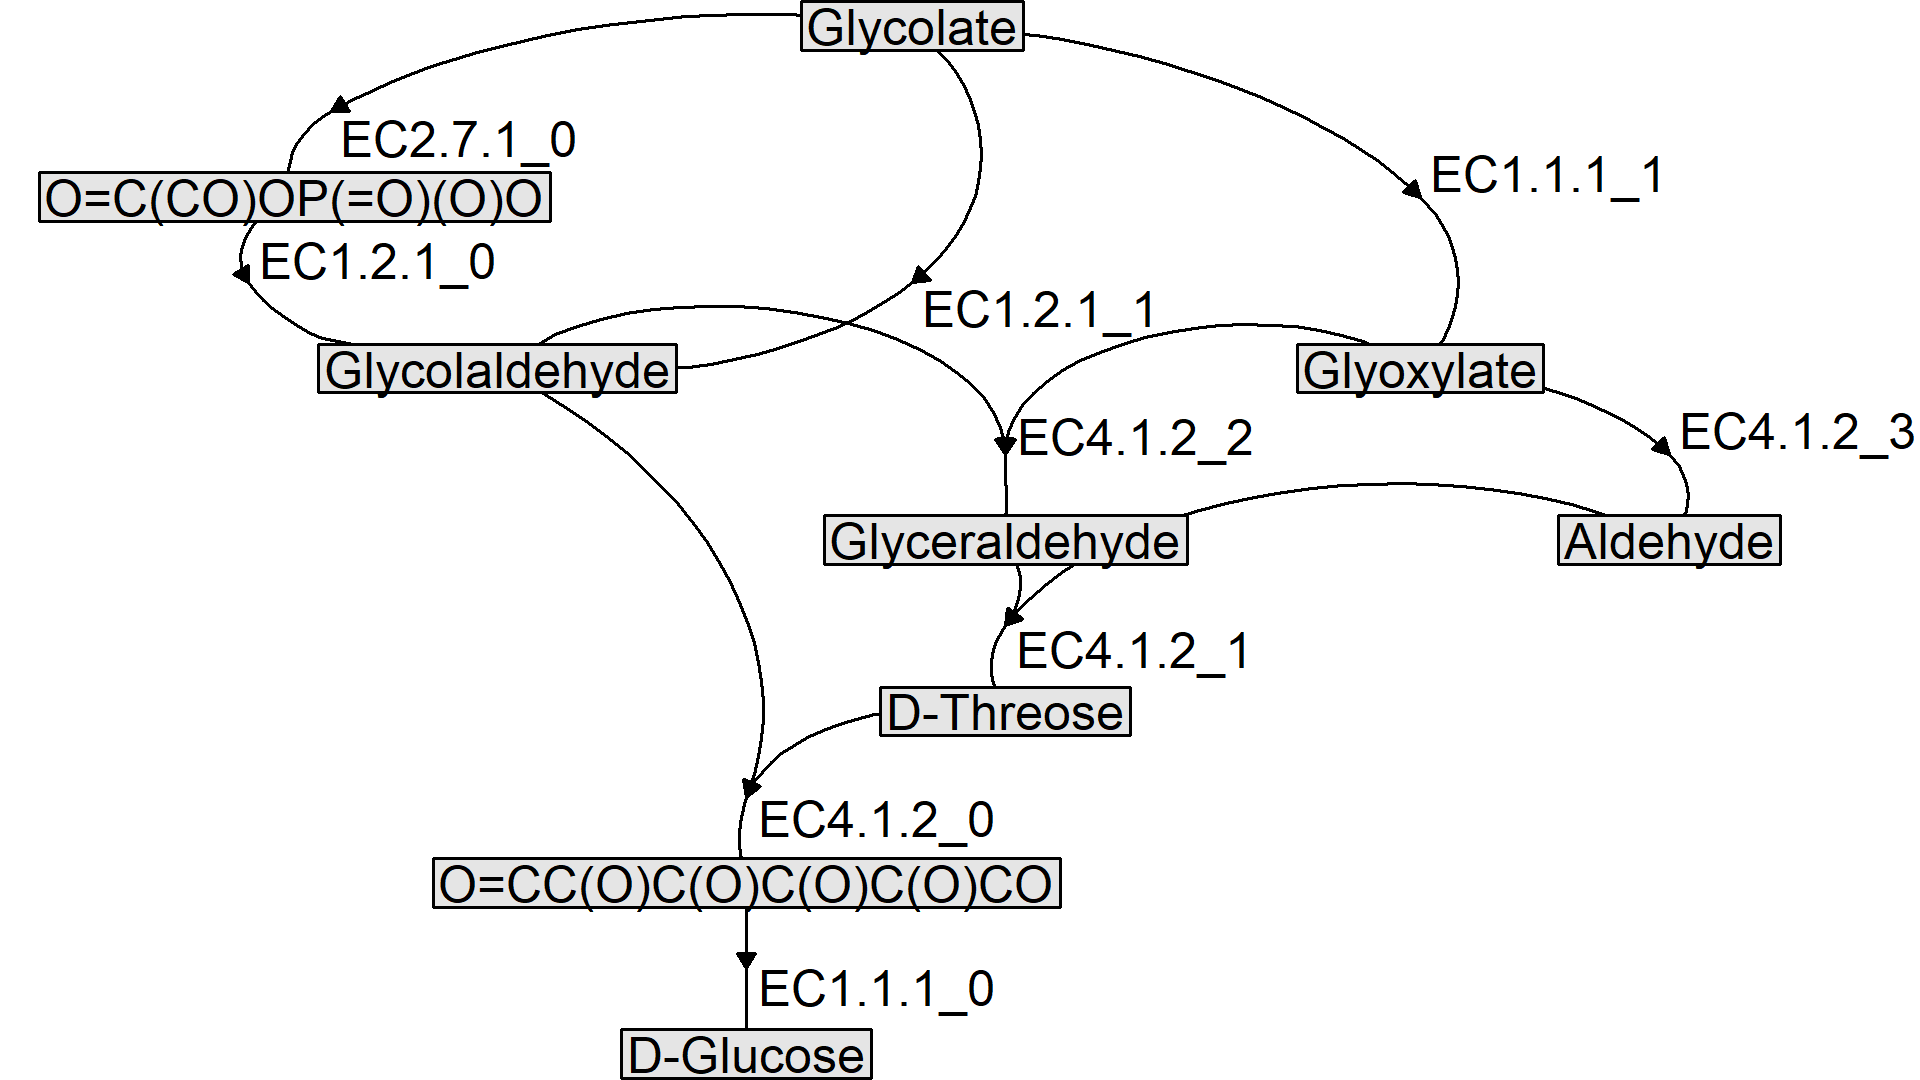 Glycolate
EC2.7.1_0
EC1.1.1_1
O=C(CO)OP(=O)(O)O
EC1.2.1_0
EC1.2.1_1
Glycolaldehyde
Glyoxylate
EC4.1.2_2
EC4.1.2_3
Glyceraldehyde
Aldehyde
EC4.1.2_1
D-Threose
EC4.1.2_0
O=CC(O)C(O)C(O)C(O)CO
EC1.1.1_0
D-Glucose